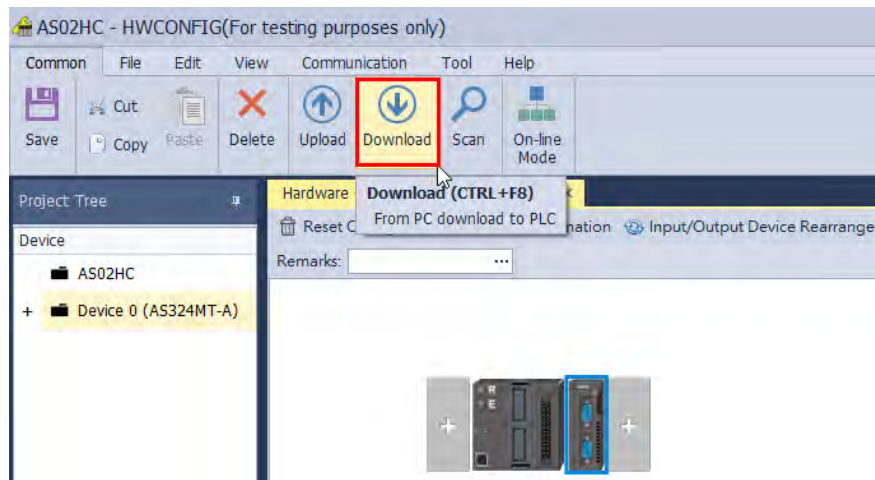 AS02HC - HWCONFIG(For testing purposes only)
Common File Edit View Communication Tool Help
Save Cut Copy Paste Delete Upload Download Scan On-line Mode
Project Tree
Hardware
Download (CTRL+F8)
From PC download to PLC
Reset C
mation Input/Output Device Rearrange
Device
Remarks: ...
AS02HC
+ Device 0 (AS324MT-A)
R
E
+ +